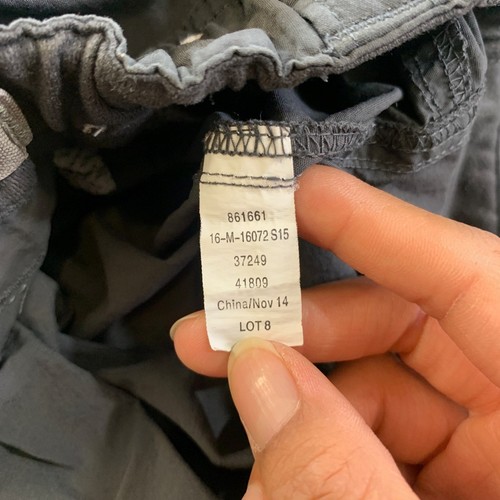 861661
16-M-16072 S15
37249
41809
China/Nov 14
LOT 8